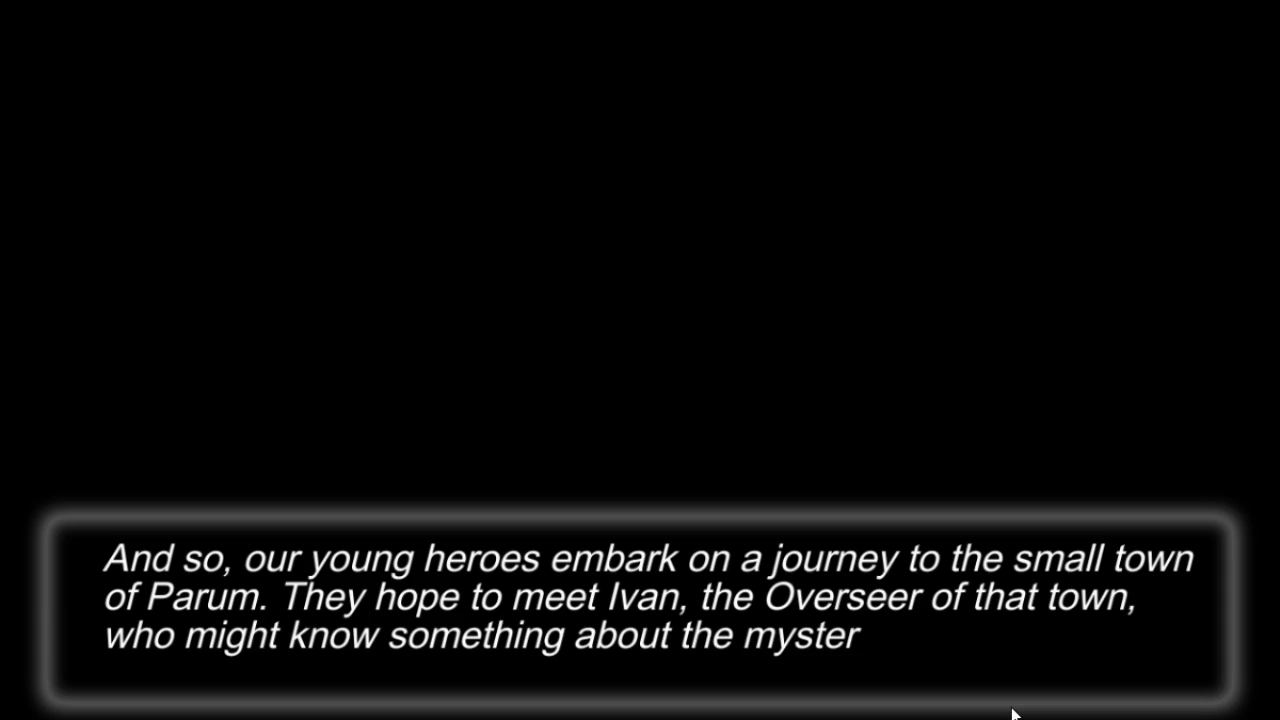 And so, our young heroes embark on a journey to the small town
of Parum. They hope to meet Ivan, the Overseer of that town,
who might know something about the myster